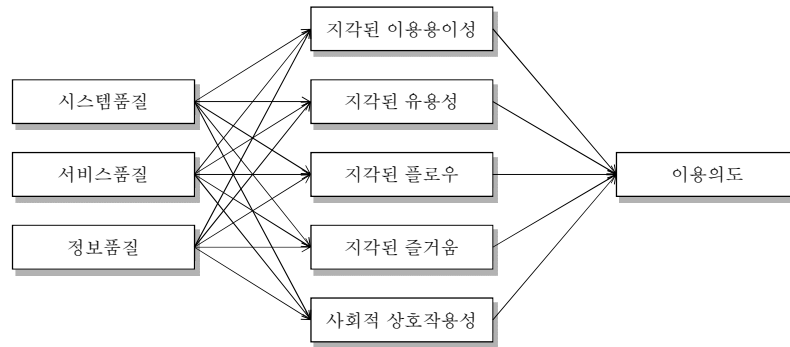 지각된 이용용이성
시스템품질
지각된 유용성
서비스품질
지각된 플로우
이용의도
정보품질
지각된 즐거움
사회적 상호작용성